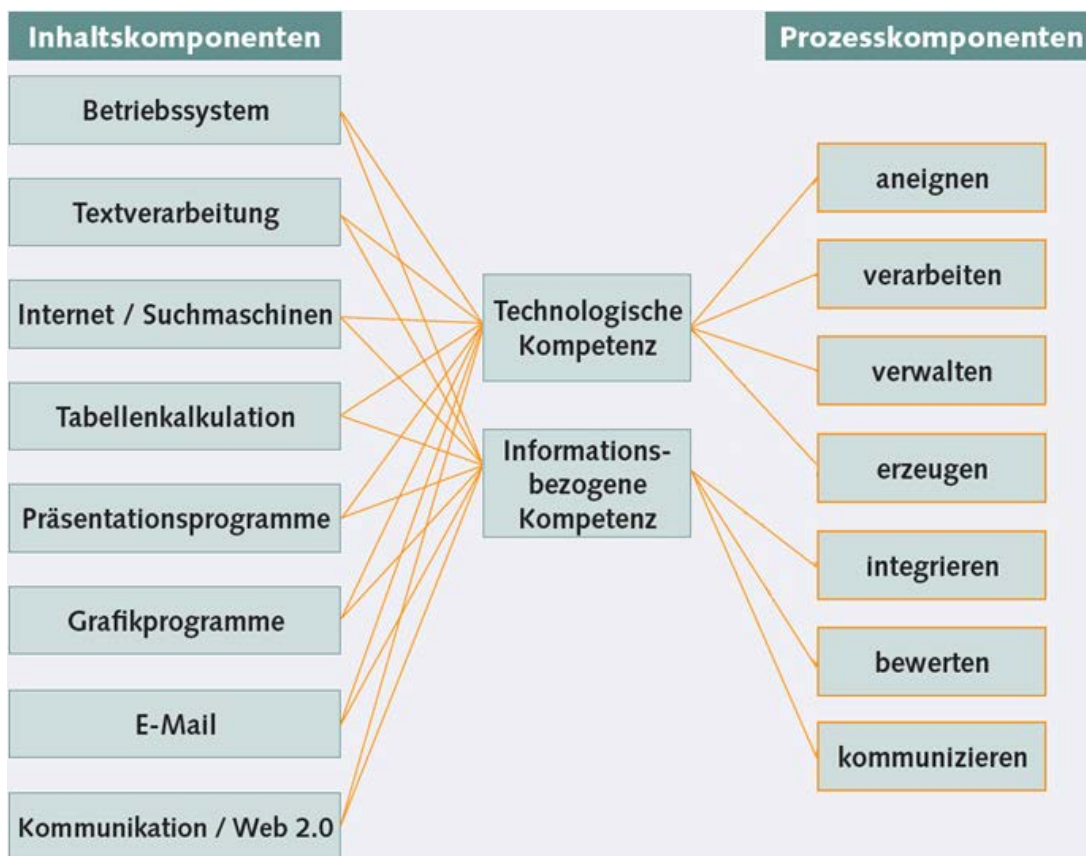 Inhaltskomponenten
Betriebssystem
Textverarbeitung
Internet / Suchmaschinen
Tabellenkalkulation
Präsentationsprogramme
Grafikprogramme
E-Mail
Kommunikation / Web 2.0
Technologische
Kompetenz
Informations-
bezogene
Kompetenz
Prozesskomponenten
aneignen
verarbeiten
verwalten
erzeugen
integrieren
bewerten
kommunizieren